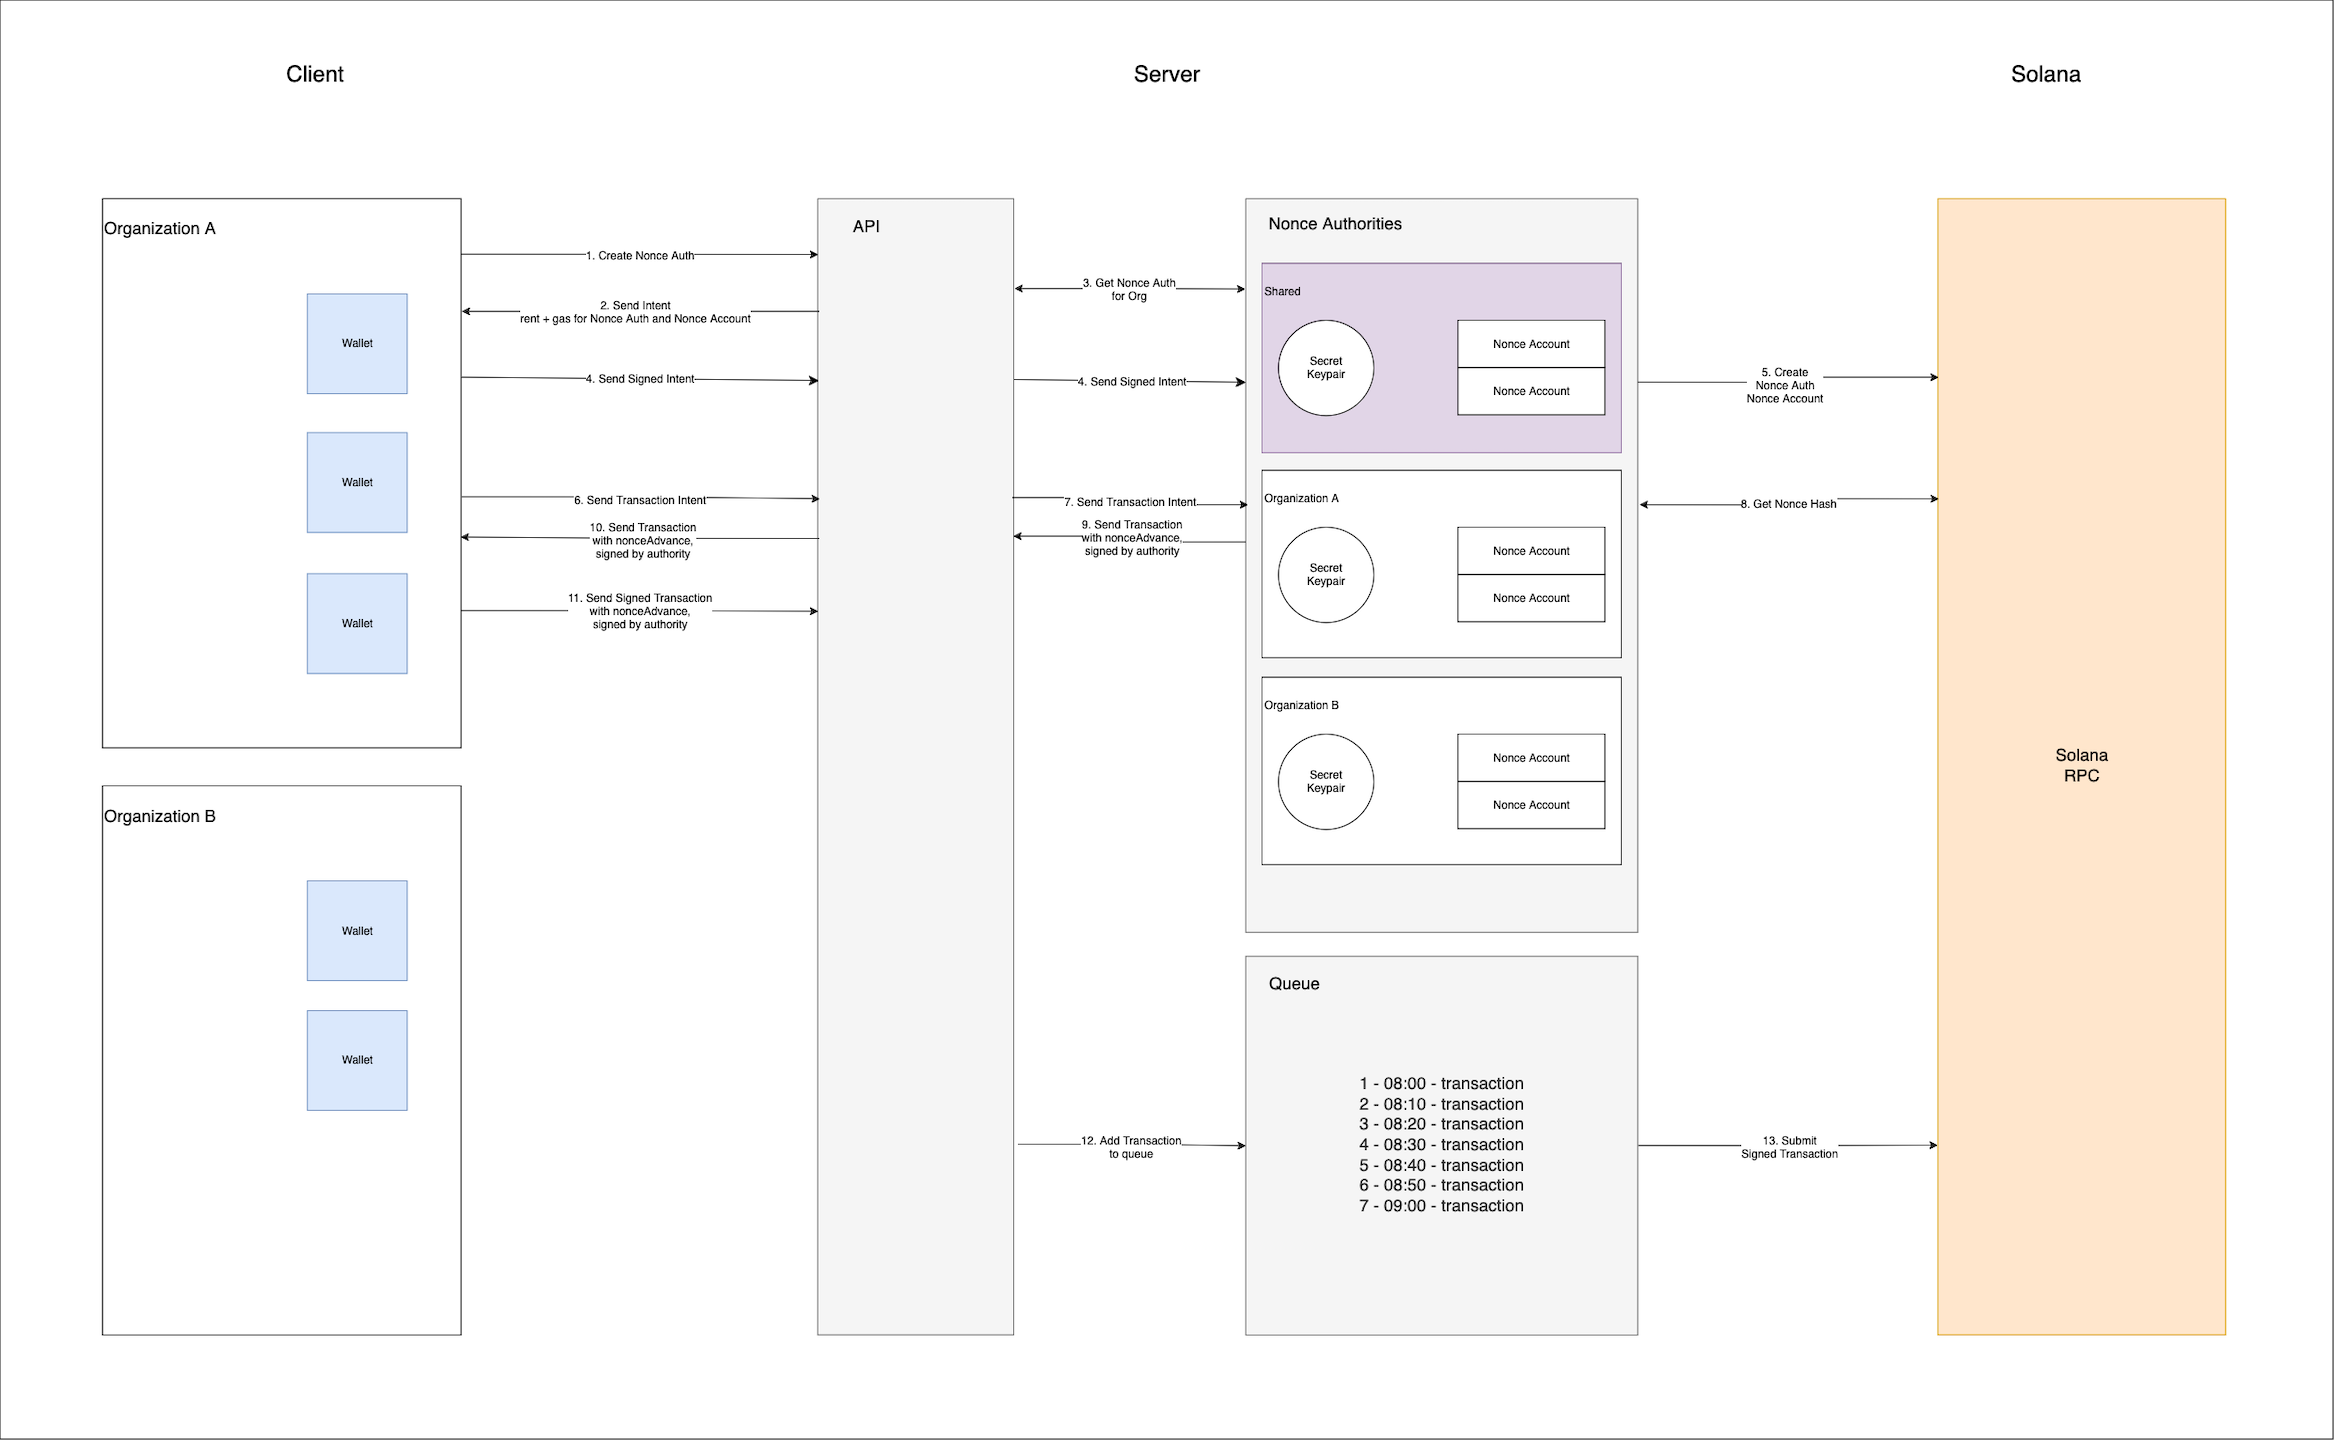 Client
Server
Solana
Organization A
Wallet
Wallet
Wallet
Organization B
Wallet
Wallet
1. Create Nonce Auth
2. Send Intent
rent + gas for Nonce Auth and Nonce Account
4. Send Signed Intent
6. Send Transaction Intent
10. Send Transaction
with nonceAdvance,
signed by authority
11. Send Signed Transaction
with nonceAdvance,
signed by authority
API
3. Get Nonce Auth
for Org
4. Send Signed Intent
7. Send Transaction Intent
9. Send Transaction
with nonceAdvance,
signed by authority
12. Add Transaction
to queue
Nonce Authorities
Shared
Secret
Keypair
Nonce Account
Nonce Account
Organization A
Secret
Keypair
Nonce Account
Nonce Account
Organization B
Secret
Keypair
Nonce Account
Nonce Account
Queue
1 - 08:00 - transaction
2 - 08:10 - transaction
3 - 08:20 - transaction
4 - 08:30 - transaction
5 - 08:40 - transaction
6 - 08:50 - transaction
7 - 09:00 - transaction
5. Create
Nonce Auth
Nonce Account
8. Get Nonce Hash
13. Submit
Signed Transaction
Solana
RPC